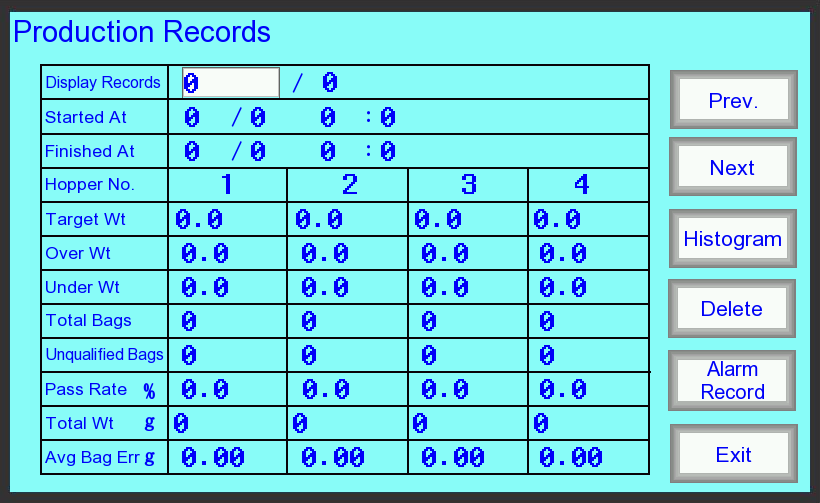 Production Records
Display Records 0 / 0
Started At 0 / 0 0 : 0
Finished At 0 / 0 0 : 0
Hopper No. 1 2 3 4
Target Wt 0.0 0.0 0.0 0.0
Over Wt 0.0 0.0 0.0 0.0
Under Wt 0.0 0.0 0.0 0.0
Total Bags 0 0 0 0
Unqualified Bags 0 0 0 0
Pass Rate % 0.0 0.0 0.0 0.0
Total Wt g 0 0 0 0
Avg Bag Err g 0.00 0.00 0.00 0.00
Prev.
Next
Histogram
Delete
Alarm
Record
Exit